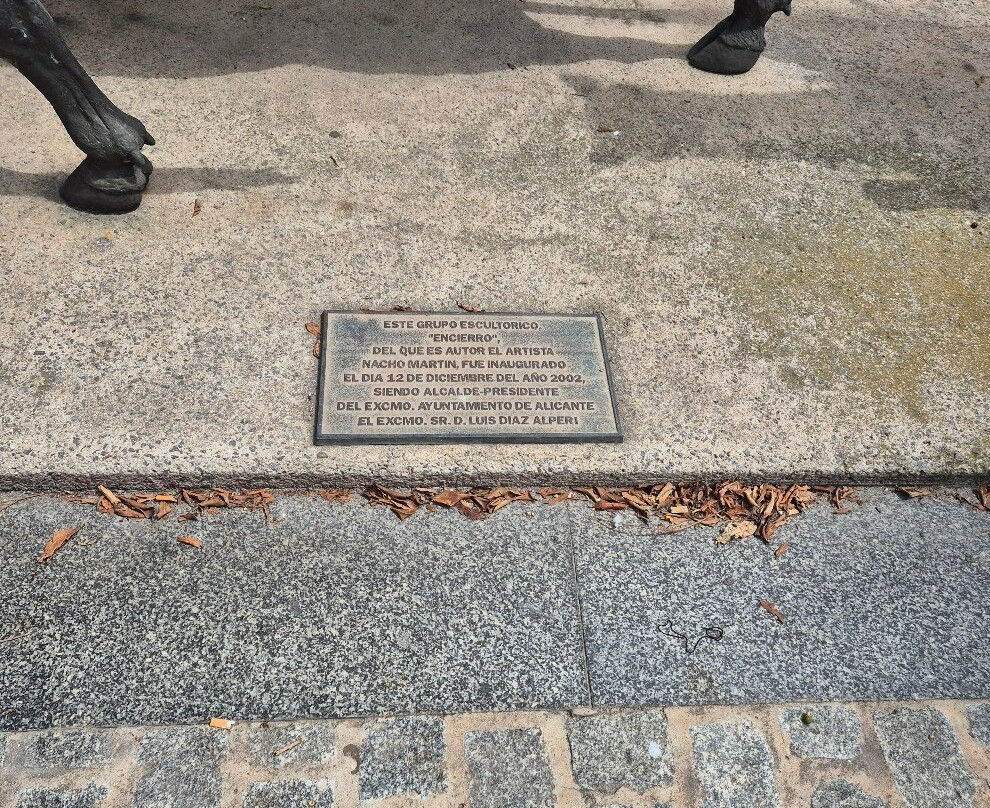 ESTE GRUPO ESCULTORICO
"ENCIERRO",
DEL QUE ES AUTOR EL ARTISTA
NACHO MARTIN, FUE INAUGURADO
EL DIA 12 DE DICIEMBRE DEL AÑO 2002,
SIENDO ALCALDE-PRESIDENTE
DEL EXCMO. AYUNTAMIENTO DE ALICANTE
EL EXCMO. SR. D. LUIS DIAZ ALPERI